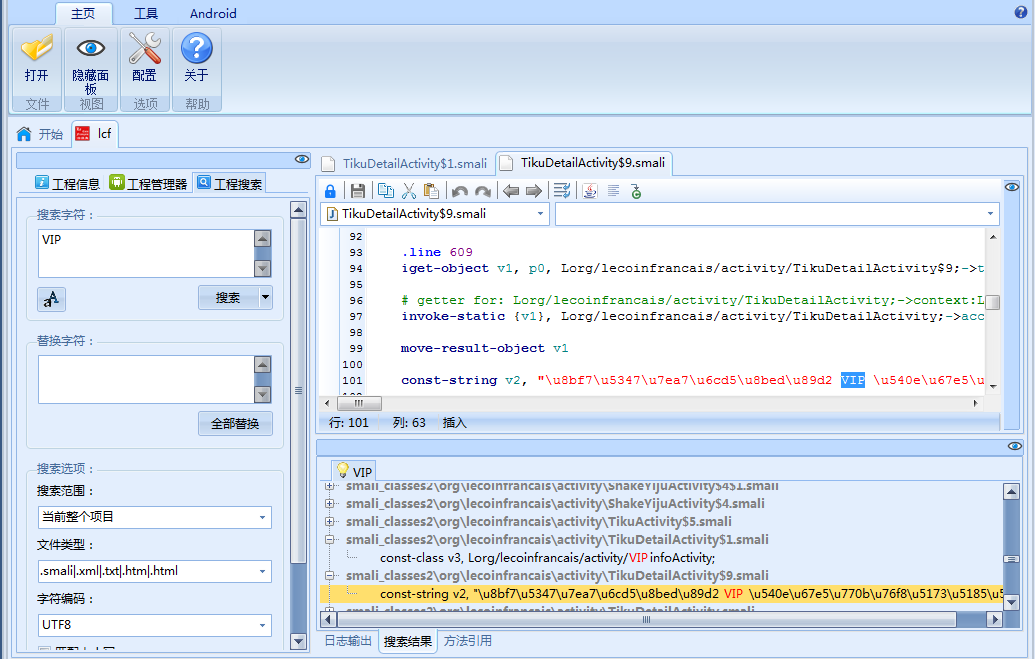 主页 工具 Android
打开 隐藏面板 配置 关于
文件 视图 选项 帮助
开始 lcf
工程信息 工程管理器 工程搜索
搜索字符：
VIP
搜索
替换字符：
全部替换
搜索选项：
搜索范围：
当前整个项目
文件类型：
.smali|.xml|.txt|.htm|.html
字符编码：
UTF8
TikuDetailActivity$1.smali TikuDetailActivity$9.smali
TikuDetailActivity$9.smali
92
93 .line 609
94 iget-object v1, p0, Lorg/lecoinfrancais/activity/TikuDetailActivity$9;->t
95
96 # getter for: Lorg/lecoinfrancais/activity/TikuDetailActivity;->context:L
97 invoke-static {v1}, Lorg/lecoinfrancais/activity/TikuDetailActivity;->acc
98
99 move-result-object v1
100
101 const-string v2, "\u8bf7\u5347\u7ea7\u6cd5\u8bed\u89d2 VIP \u540e\u67e5\u
行: 101 列: 63 插入
VIP
smali_classes2\org\lecoinfrancais\activity\ShakeYijuActivity$4$1.smali
smali_classes2\org\lecoinfrancais\activity\ShakeYijuActivity$4.smali
smali_classes2\org\lecoinfrancais\activity\TikuActivity$5.smali
smali_classes2\org\lecoinfrancais\activity\TikuDetailActivity$1.smali
const-class v3, Lorg/lecoinfrancais/activity/VIPinfoActivity;
smali_classes2\org\lecoinfrancais\activity\TikuDetailActivity$9.smali
const-string v2, "\u8bf7\u5347\u7ea7\u6cd5\u8bed\u89d2 VIP \u540e\u67e5\u770b\u76f8\u5173\u5185\u5
日志输出 搜索结果 方法引用